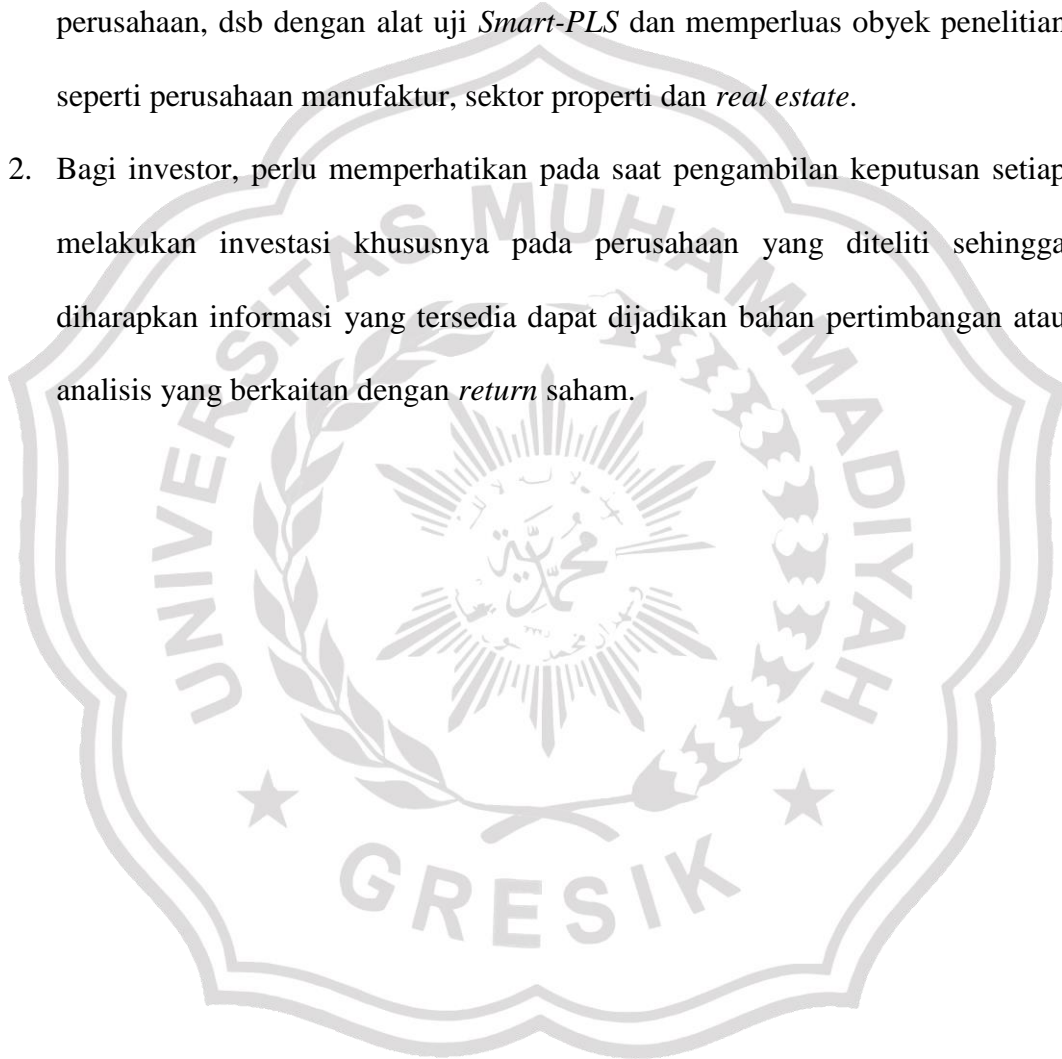 perusahaan, dsb dengan alat uji Smart-PLS dan memperluas obyek penelitian
seperti perusahaan manufaktur, sektor properti dan real estate.
2. Bagi investor, perlu memperhatikan pada saat pengambilan keputusan setiap
melakukan investasi khususnya pada perusahaan yang diteliti sehingga
diharapkan informasi yang tersedia dapat dijadikan bahan pertimbangan atau
analisis yang berkaitan dengan return saham.
UNIVERSITAS MUHAMMADIYAH
GRESIK